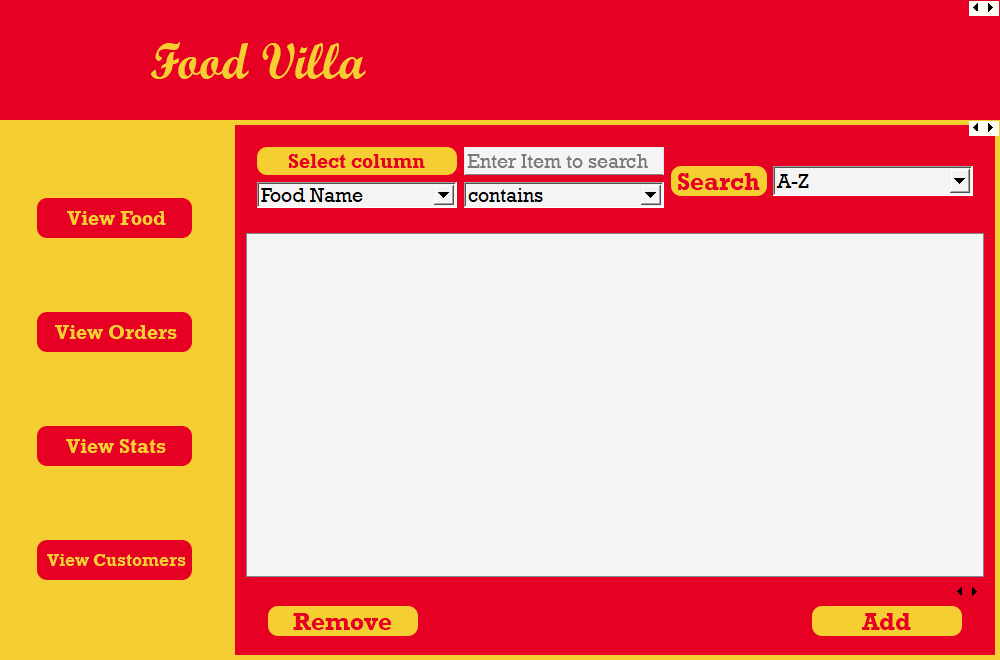 Food Villa
Select column
Enter Item to search
Search
A-Z
Food Name
contains
View Food
View Orders
View Stats
View Customers
Remove
Add